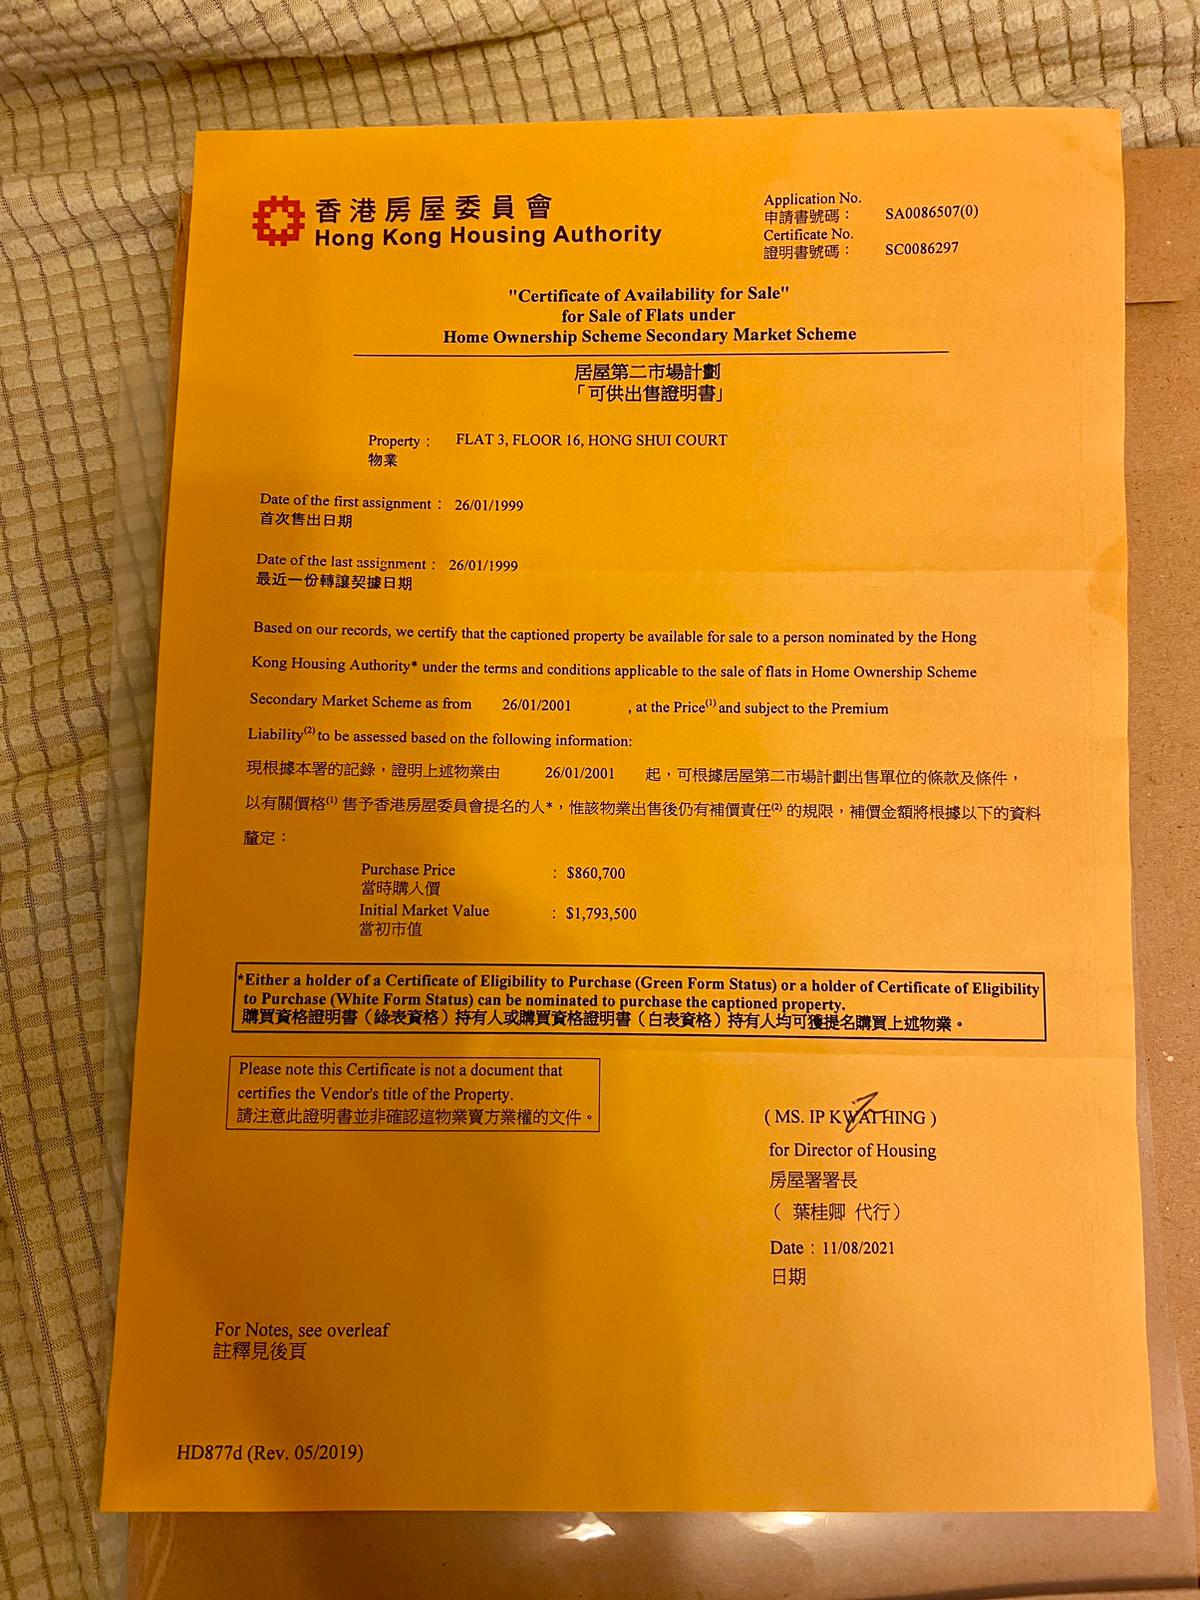 香港房屋委員會
Hong Kong Housing Authority
Application No.
申請書號碼： SA0086507(0)
Certificate No.
證明書號碼： SC0086297
"Certificate of Availability for Sale"
for Sale of Flats under
Home Ownership Scheme Secondary Market Scheme
居屋第二市場計劃
「可供出售證明書」
Property : FLAT 3, FLOOR 16, HONG SHUI COURT
物業
Date of the first assignment : 26/01/1999
首次售出日期
Date of the last assignment : 26/01/1999
最近一份轉讓契據日期
Based on our records, we certify that the captioned property be available for sale to a person nominated by the Hong
Kong Housing Authority* under the terms and conditions applicable to the sale of flats in Home Ownership Scheme
Secondary Market Scheme as from 26/01/2001 , at the Price(1) and subject to the Premium
Liability(2) to be assessed based on the following information:
現根據本署的記錄，證明上述物業由 26/01/2001 起，可根據居屋第二市場計劃出售單位的條款及條件，
以有關價格(1) 售予香港房屋委員會提名的人*，惟該物業出售後仍有補價責任(2) 的規限，補價金額將根據以下的資料
釐定：
Purchase Price : $860,700
當時購入價
Initial Market Value : $1,793,500
當初市值
*Either a holder of a Certificate of Eligibility to Purchase (Green Form Status) or a holder of Certificate of Eligibility
to Purchase (White Form Status) can be nominated to purchase the captioned property.
購買資格證明書（綠表資格）持有人或購買資格證明書（白表資格）持有人均可獲提名購買上述物業。
Please note this Certificate is not a document that
certifies the Vendor's title of the Property.
請注意此證明書並非確認這物業賣方業權的文件。
( MS. IP KWAI HING )
for Director of Housing
房屋署署長
（ 葉桂卿 代行）
Date : 11/08/2021
日期
For Notes, see overleaf
註釋見後頁
HD877d (Rev. 05/2019)